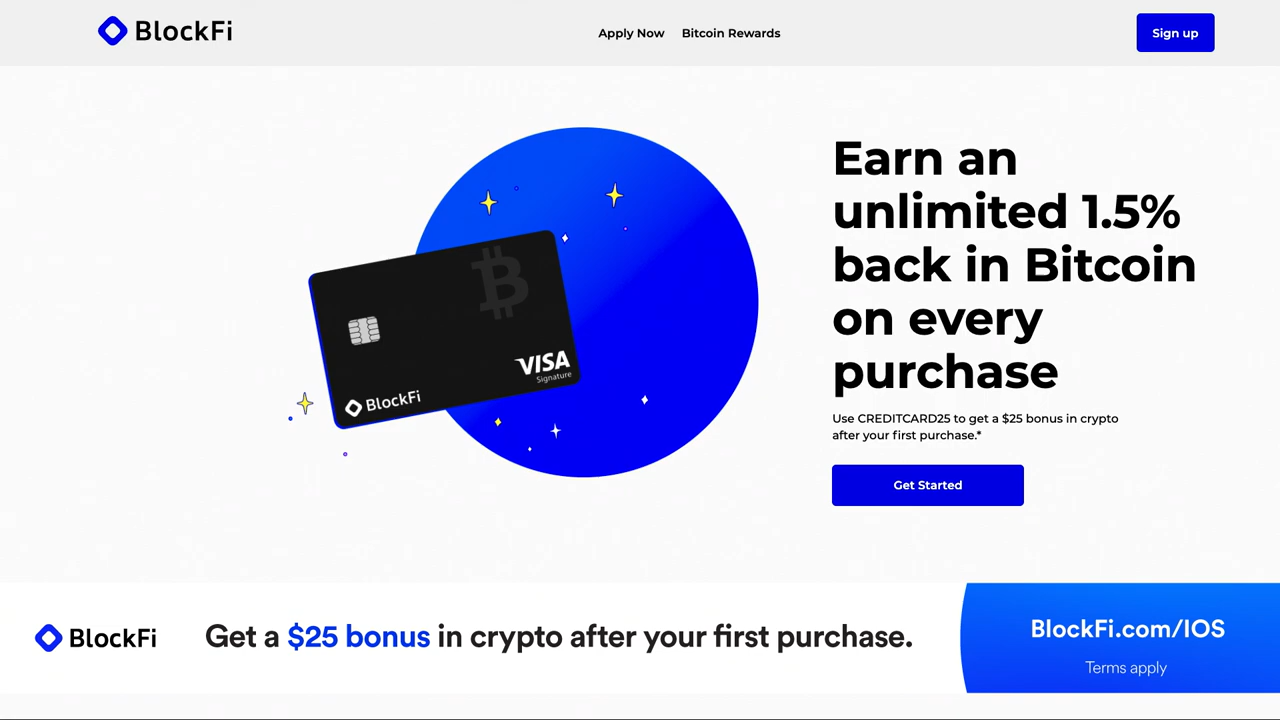 BlockFi
Apply Now
Bitcoin Rewards
Sign up
Earn an
unlimited 1.5%
back in Bitcoin
on every
purchase
VISA
Signature
BlockFi
Use CREDITCARD25 to get a $25 bonus in crypto
after your first purchase.*
Get Started
BlockFi
Get a $25 bonus in crypto after your first purchase.
BlockFi.com/IOS
Terms apply